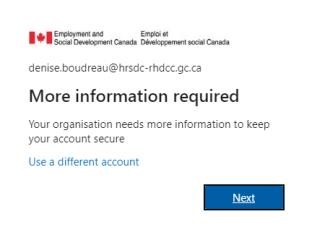 Employment and Emploi et
Social Development Canada Développement social Canada
denise.boudreau@hrsdc-rhdcc.gc.ca
More information required
Your organisation needs more information to keep
your account secure
Use a different account
Next